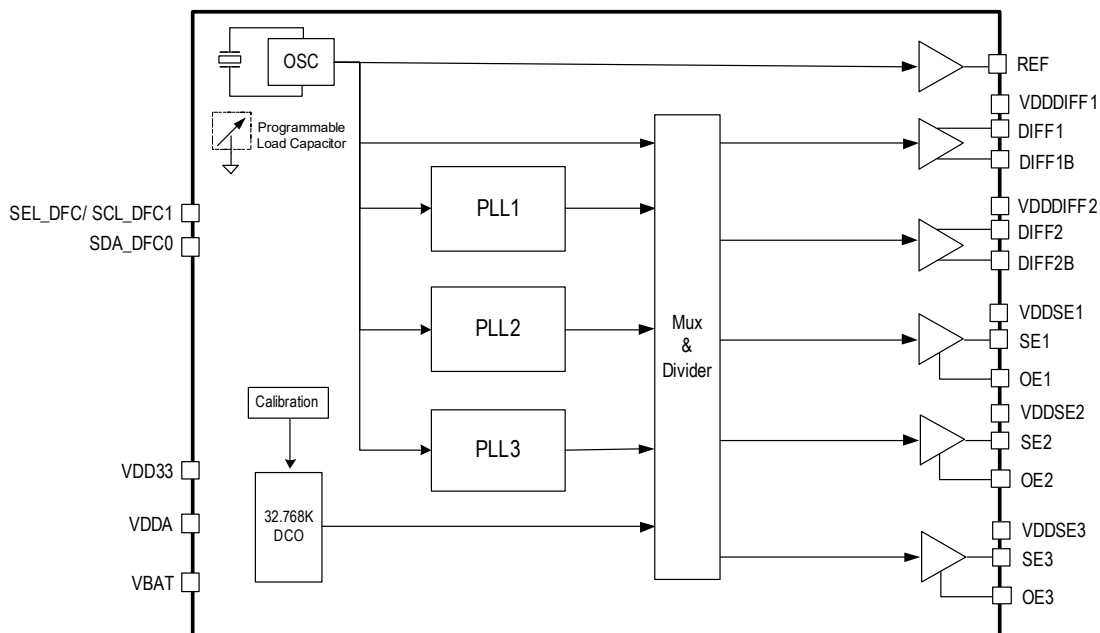 OSC
REF
VDDDIFF1
Programmable
Load Capacitor
DIFF1
DIFF1B
SEL_DFC/ SCL_DFC1
SDA_DFC0
PLL1
VDDDIFF2
DIFF2
DIFF2B
PLL2
Mux
&
Divider
VDDSE1
SE1
OE1
Calibration
PLL3
VDDSE2
SE2
OE2
VDD33
VDDA
VBAT
32.768K
DCO
VDDSE3
SE3
OE3